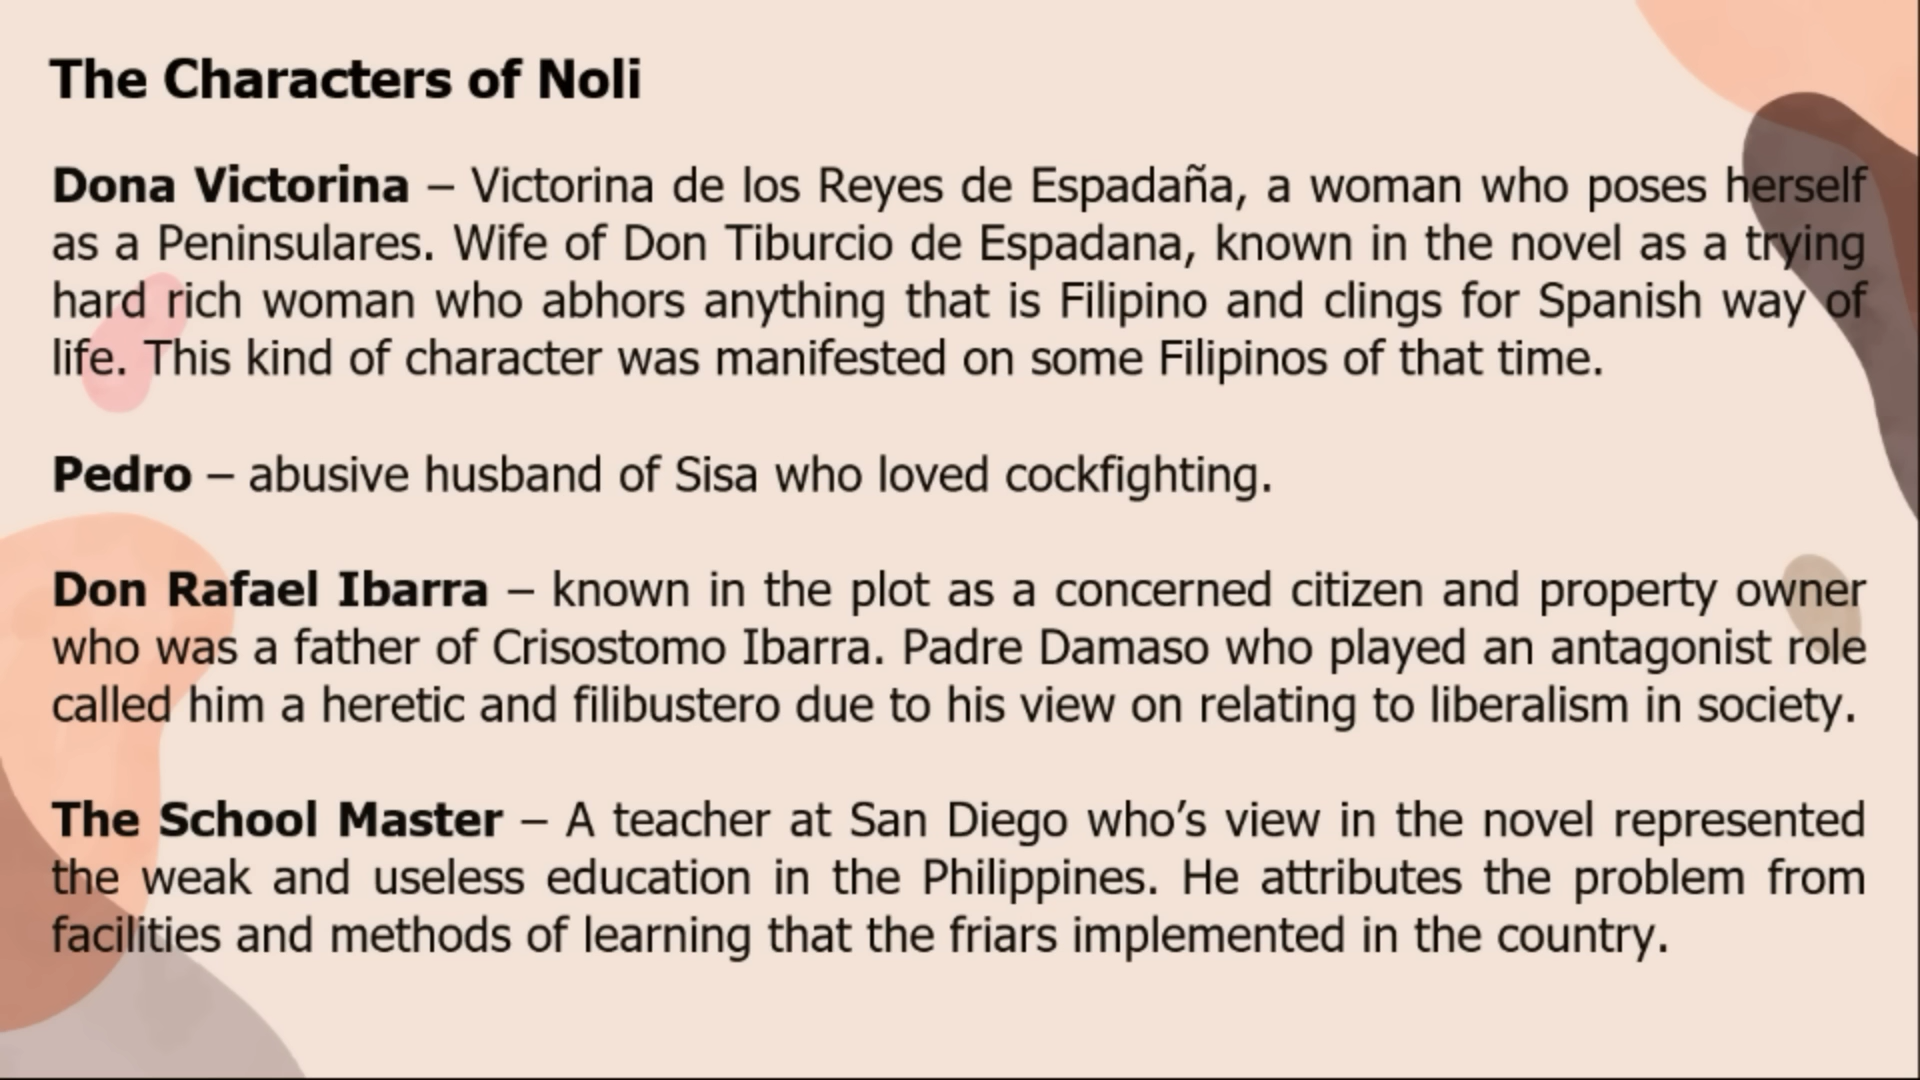 The Characters of Noli
Dona Victorina – Victorina de los Reyes de Espadaña, a woman who poses herself
as a Peninsulares. Wife of Don Tiburcio de Espadana, known in the novel as a trying
hard rich woman who abhors anything that is Filipino and clings for Spanish way of
life. This kind of character was manifested on some Filipinos of that time.
Pedro – abusive husband of Sisa who loved cockfighting.
Don Rafael Ibarra – known in the plot as a concerned citizen and property owner
who was a father of Crisostomo Ibarra. Padre Damaso who played an antagonist role
called him a heretic and filibustero due to his view on relating to liberalism in society.
The School Master – A teacher at San Diego who’s view in the novel represented
the weak and useless education in the Philippines. He attributes the problem from
facilities and methods of learning that the friars implemented in the country.